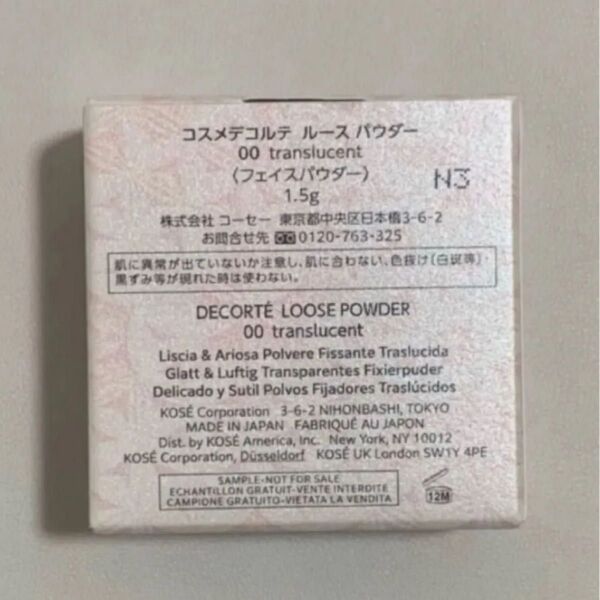 コスメデコルテ ルース パウダー
00 translucent
(フェイスパウダー)
1.5g
N3
株式会社 コーセー 東京都中央区日本橋3-6-2
お問合せ先 0120-763-325
肌に異常が出ていないか注意し、肌に合わない、色抜け(白斑等)・
黒ずみ等が現れた時は使わない。
DECORTÉ LOOSE POWDER
00 translucent
Liscia & Ariosa Polvere Fissante Traslucida
Glatt & Luftig Transparentes Fixierpuder
Delicado y Sutil Polvos Fijadores Traslúcidos
KOSÉ Corporation 3-6-2 NIHONBASHI, TOKYO
MADE IN JAPAN FABRIQUÉ AU JAPON
Dist. by KOSÉ America, Inc. New York, NY 10012
KOSÉ Corporation, Düsseldorf KOSÉ UK London SW1Y 4PE
SAMPLE-NOT FOR SALE
ECHANTILLON GRATUIT-VENTE INTERDITE
CAMPIONE GRATUITO-VIETATA LA VENDITA
12M